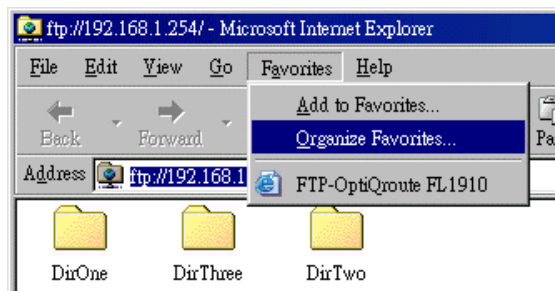 ftp://192.168.1.254/ - Microsoft Internet Explorer
File Edit View Go Favorites Help
Add to Favorites...
Back Forward Organize Favorites... Pa
Address ftp://192.168.1 FTP-OptiQroute FL1910
DirOne DirThree DirTwo